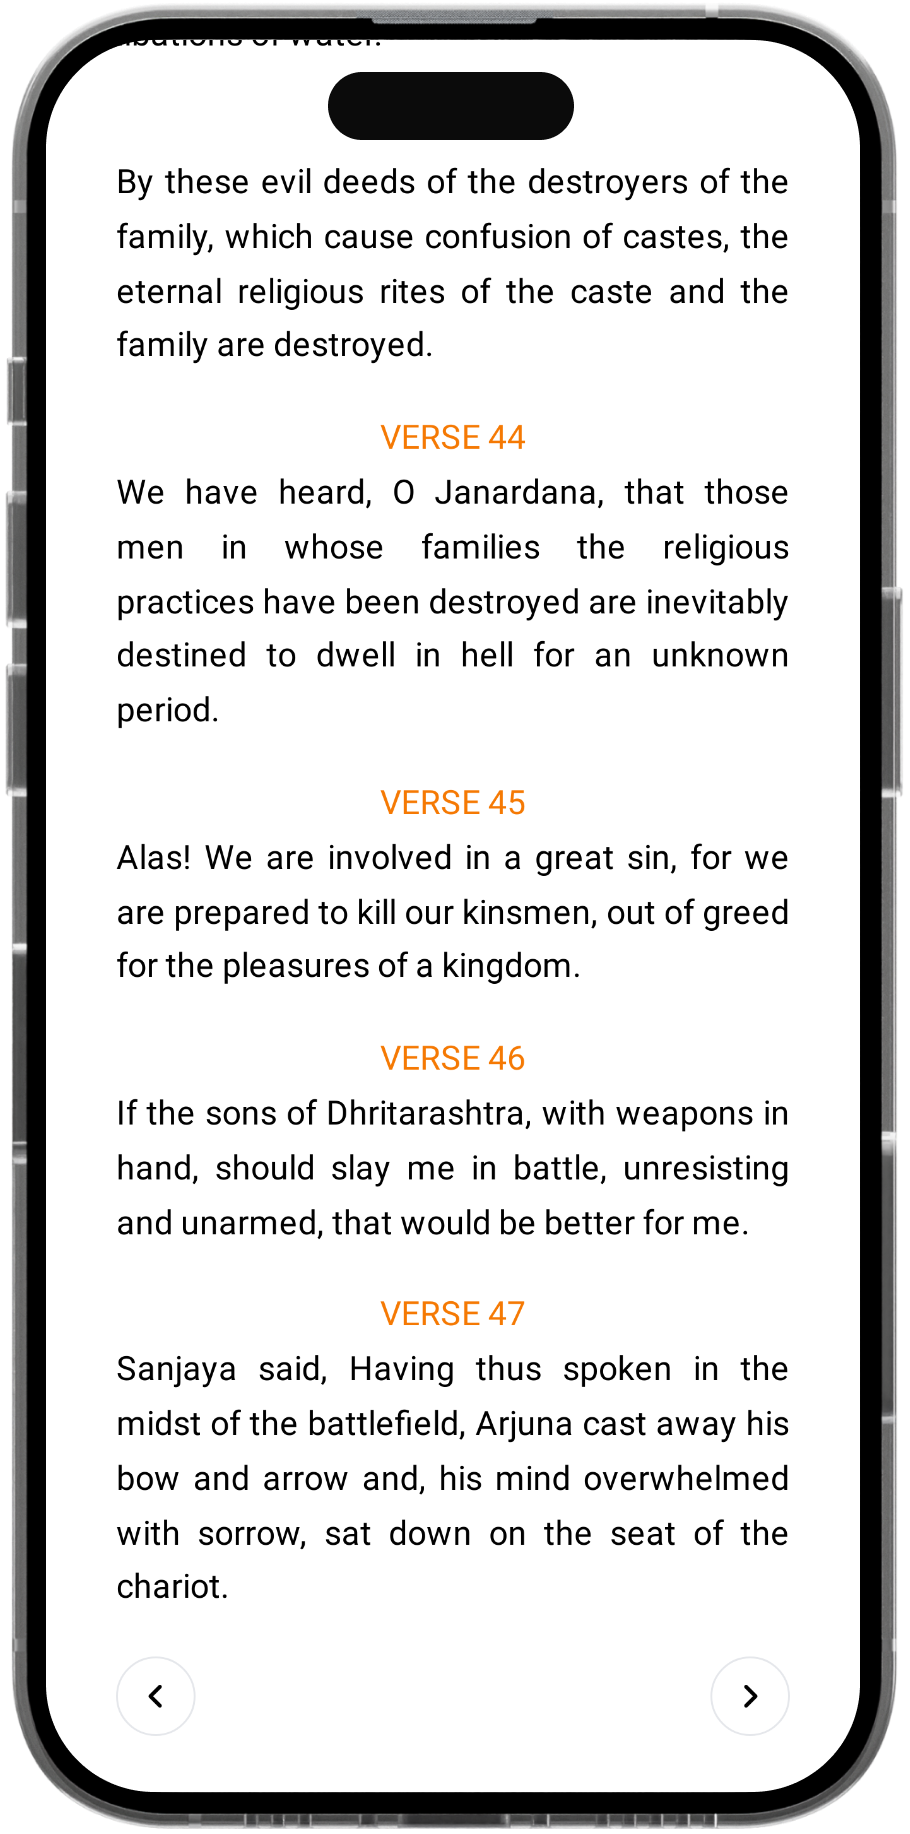 of water.
By these evil deeds of the destroyers of the
family, which cause confusion of castes, the
eternal religious rites of the caste and the
family are destroyed.
VERSE 44
We have heard, O Janardana, that those
men in whose families the religious
practices have been destroyed are inevitably
destined to dwell in hell for an unknown
period.
VERSE 45
Alas! We are involved in a great sin, for we
are prepared to kill our kinsmen, out of greed
for the pleasures of a kingdom.
VERSE 46
If the sons of Dhritarashtra, with weapons in
hand, should slay me in battle, unresisting
and unarmed, that would be better for me.
VERSE 47
Sanjaya said, Having thus spoken in the
midst of the battlefield, Arjuna cast away his
bow and arrow and, his mind overwhelmed
with sorrow, sat down on the seat of the
chariot.